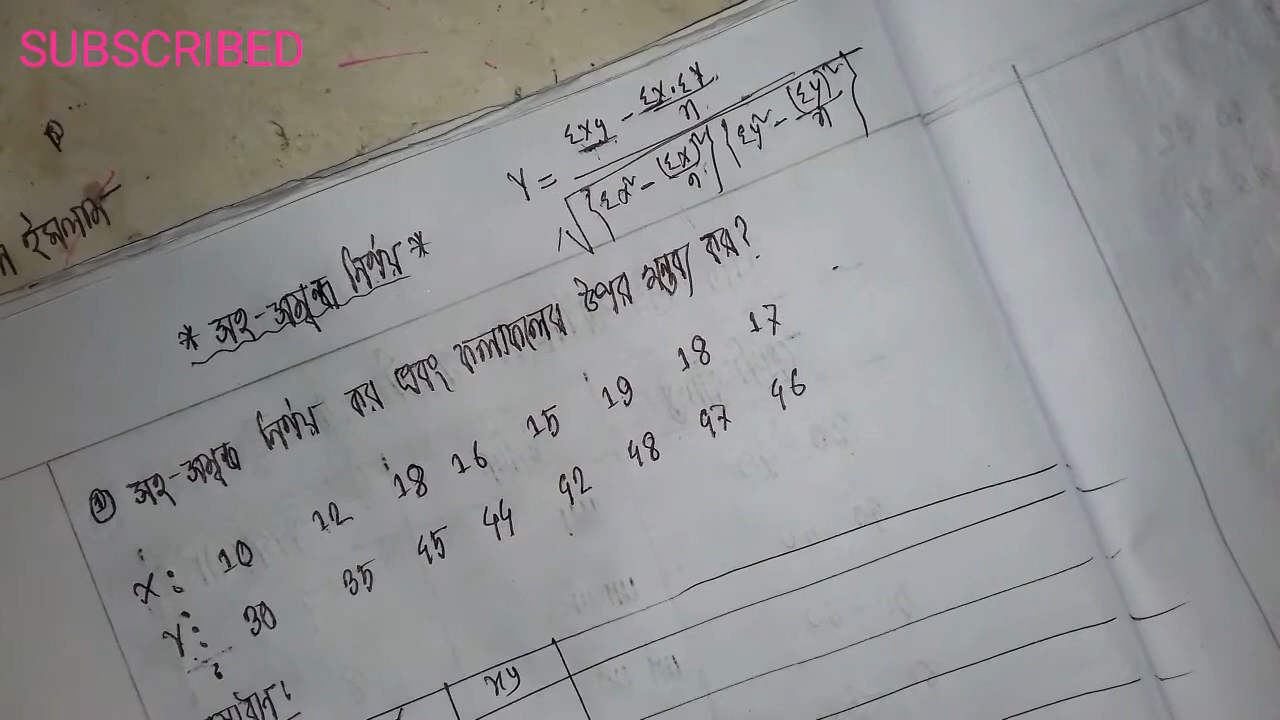 SUBSCRIBED
ইসলাম
r = Σxy - Σx.Σy/n / √{Σx² - (Σx)²/n} {Σy² - (Σy)²/n}
* সহ-সম্বন্ধ নির্ণয় *
① সহ-সম্বন্ধ নির্ণয় কর এবং ফলাফলের উপর মন্তব্য কর?
x: 10 12 18 16 15 19 18 17
y: 30 35 45 44 42 48 47 46
xy